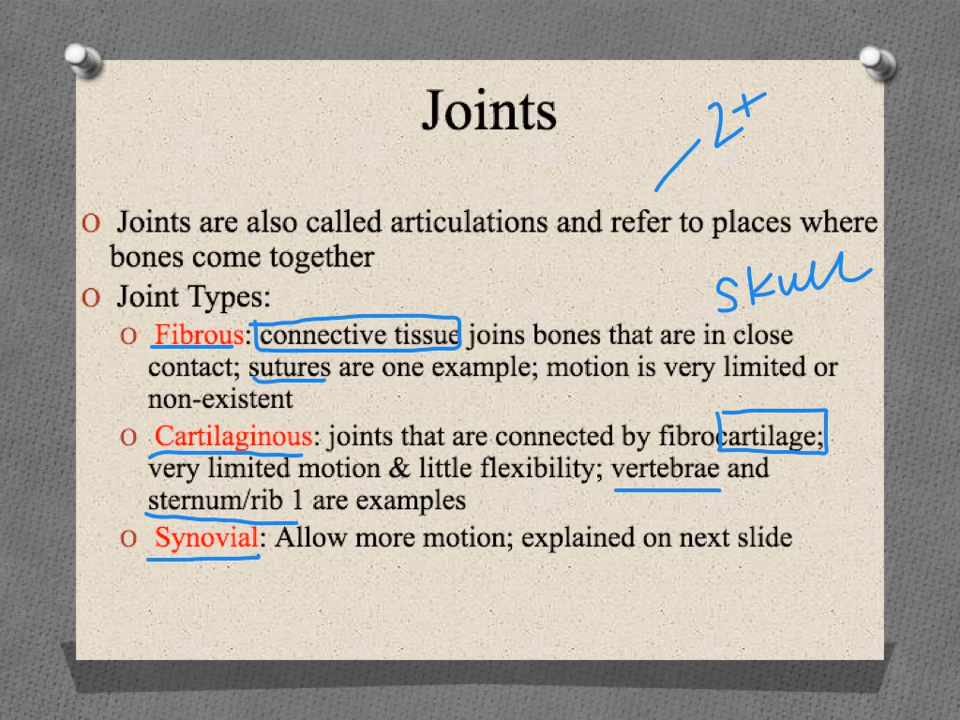 Joints
2+
O Joints are also called articulations and refer to places where
bones come together
O Joint Types:
skull
O Fibrous: connective tissue joins bones that are in close
contact; sutures are one example; motion is very limited or
non-existent
O Cartilaginous: joints that are connected by fibrocartilage;
very limited motion & little flexibility; vertebrae and
sternum/rib 1 are examples
O Synovial: Allow more motion; explained on next slide